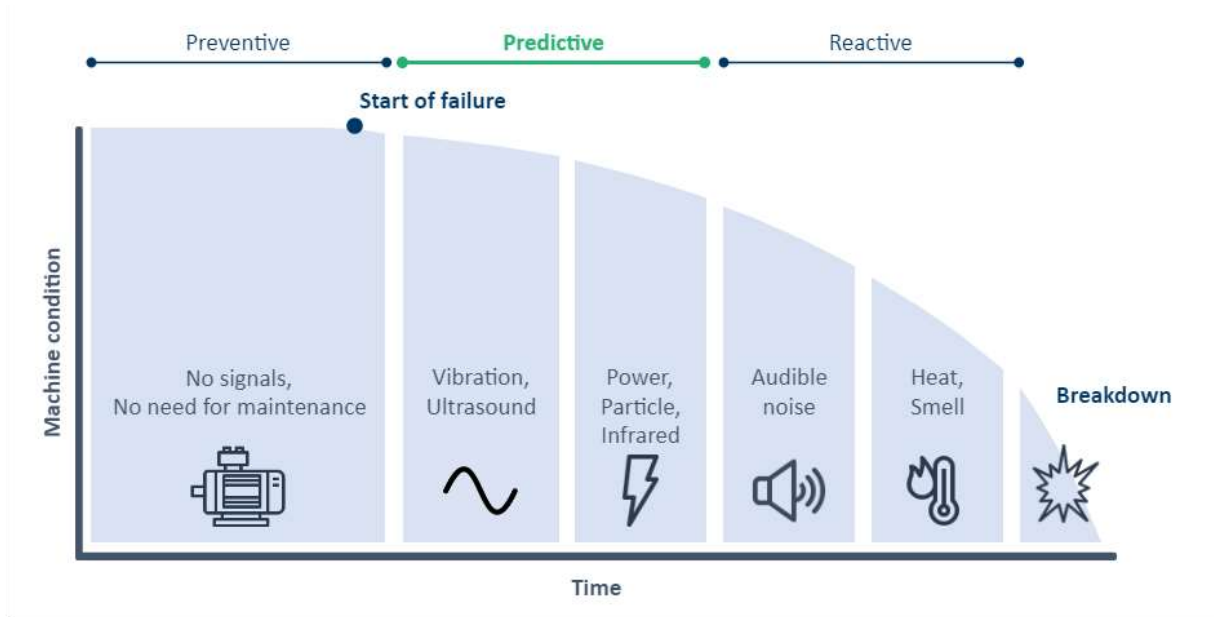 Preventive
Predictive
Reactive
Start of failure
Machine condition
No signals,
No need for maintenance
Vibration,
Ultrasound
Power,
Particle,
Infrared
Audible
noise
Heat,
Smell
Breakdown
Time